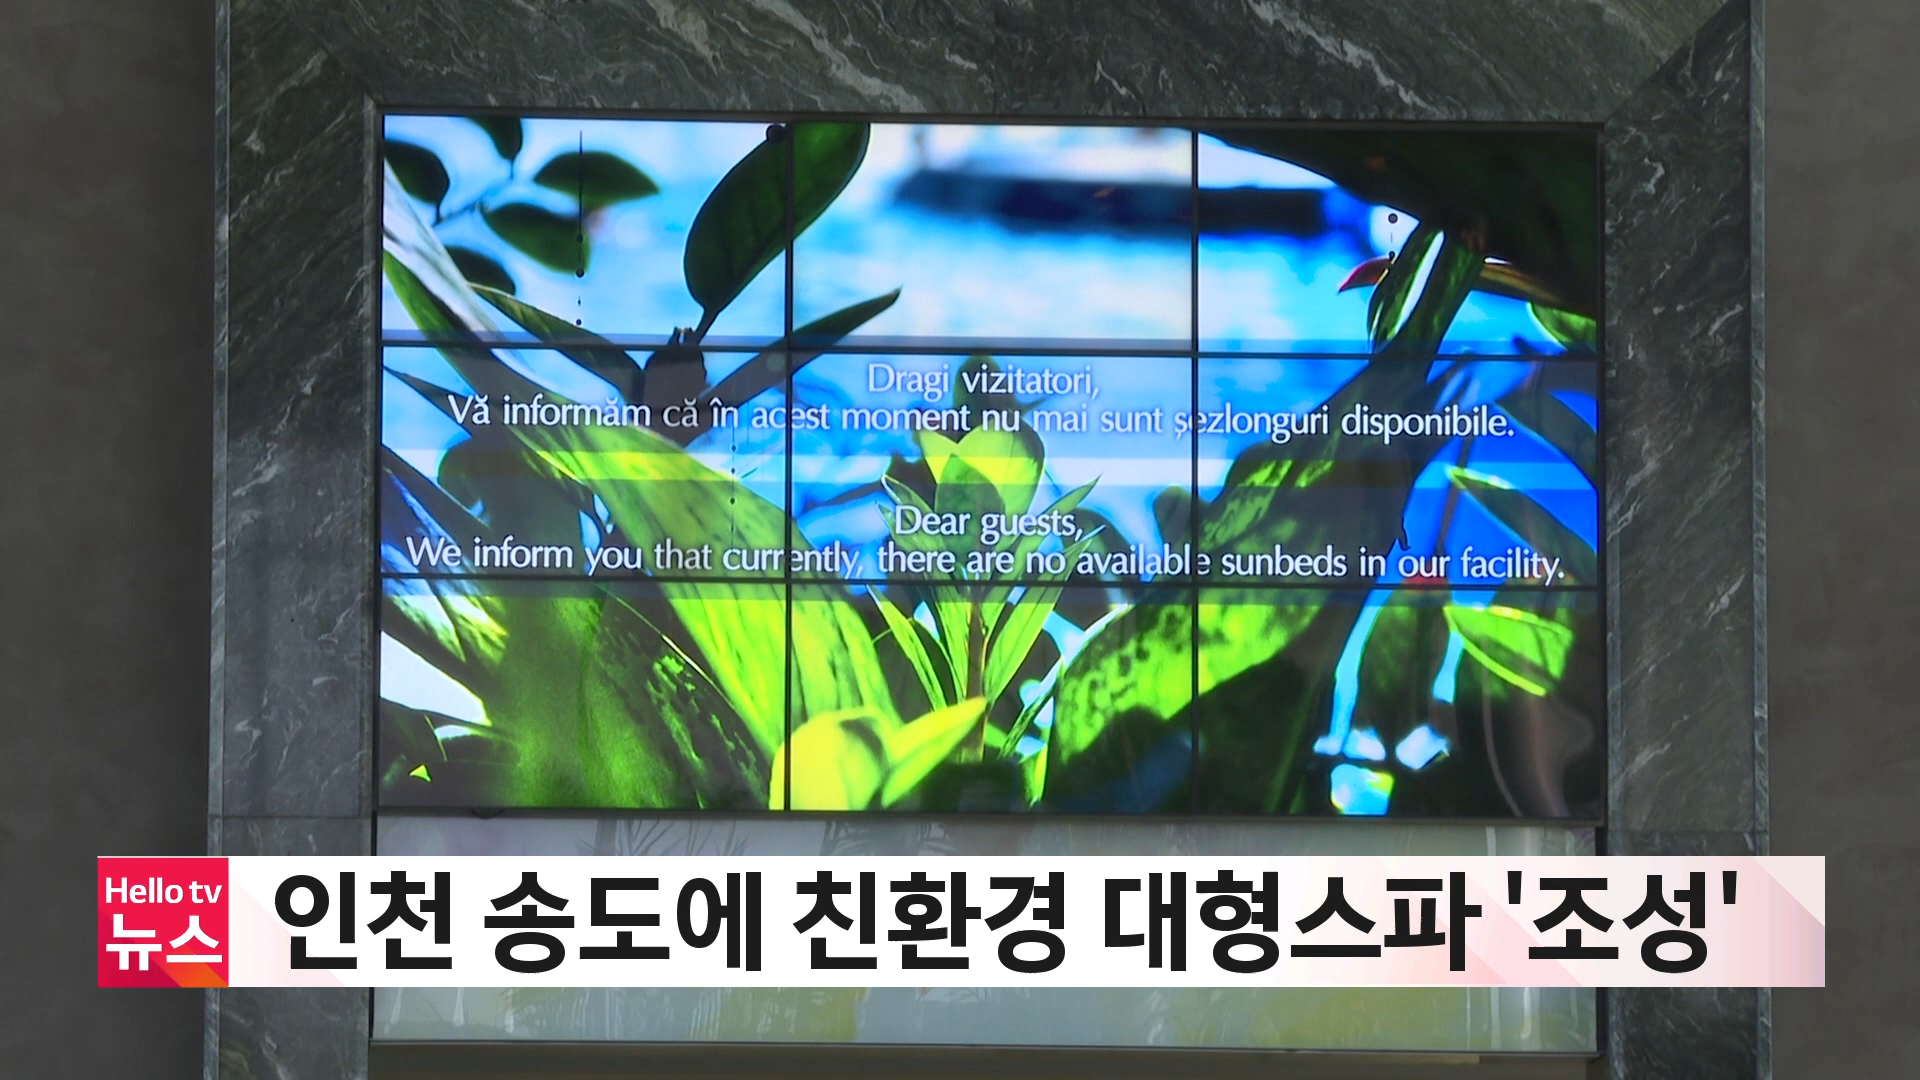 Dragi vizitatori,
Vă informăm că în acest moment nu mai sunt șezlonguri disponibile.
Dear guests,
We inform you that currently, there are no available sunbeds in our facility.
Hello tv
뉴스
인천 송도에 친환경 대형스파 '조성'